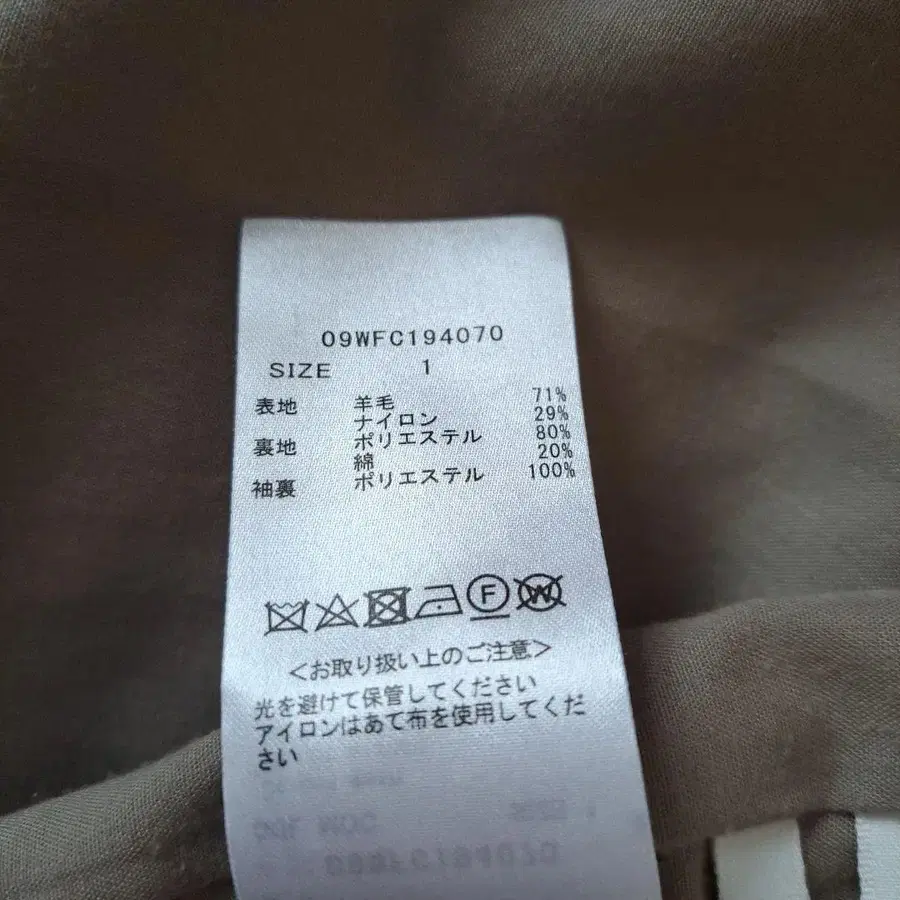 09WFC194070
SIZE 1
表地 羊毛 71%
ナイロン 29%
裏地 ポリエステル 80%
綿 20%
袖裏 ポリエステル 100%
F W
<お取り扱い上のご注意>
光を避けて保管してください
アイロンはあて布を使用してくだ
さい